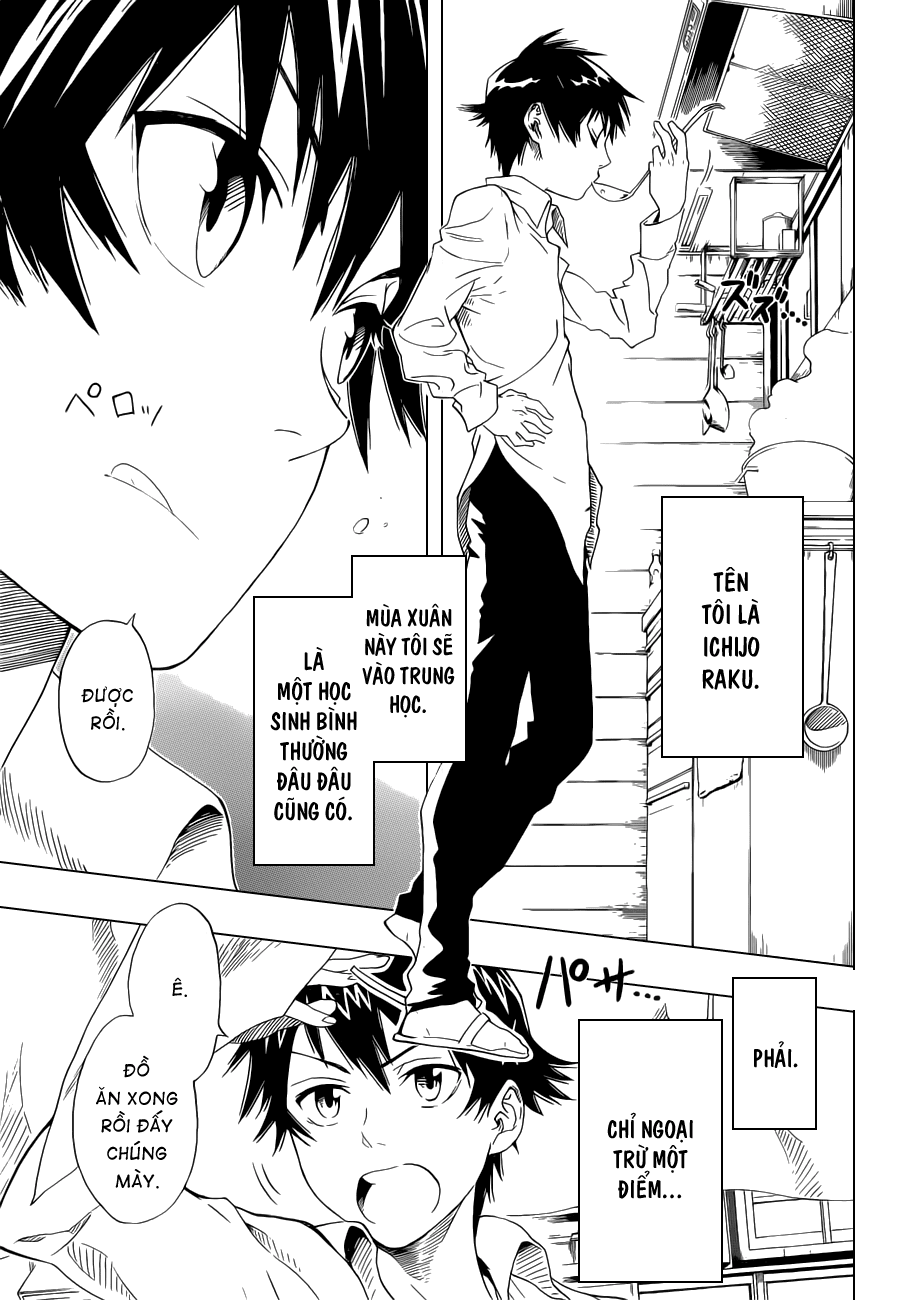 ズズ...
TÊN
TÔI LÀ
ICHIJO
RAKU.
MÙA XUÂN
NÀY TÔI SẼ
VÀO TRUNG
HỌC.
LÀ
MỘT HỌC
SINH BÌNH
THƯỜNG
ĐÂU ĐÂU
CŨNG CÓ.
ペロッ
ĐƯỢC
RỒI.
PHẢI.
CHỈ NGOẠI
TRỪ MỘT
ĐIỂM...
パサ...
Ê.
ĐỒ
ĂN XONG
RỒI ĐẤY
CHÚNG
MÀY.